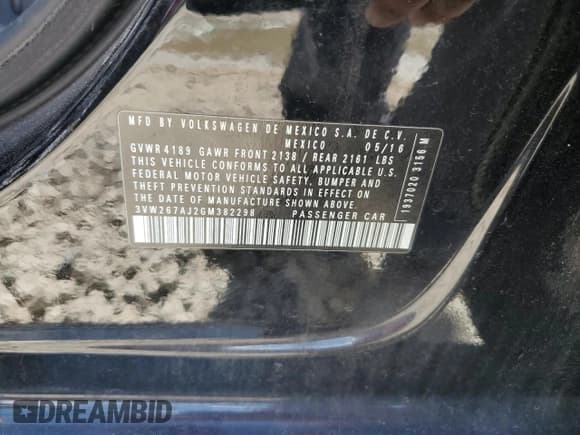 MFD BY VOLKSWAGEN DE MEXICO S.A. DE C.V.
MEXICO 05/16
GVWR 4189 GAWR FRONT 2138 / REAR 2161 LBS
THIS VEHICLE CONFORMS TO ALL APPLICABLE U.S.
FEDERAL MOTOR VEHICLE SAFETY, BUMPER AND
THEFT PREVENTION STANDARDS IN EFFECT ON
THE DATE OF MANUFACTURE SHOWN ABOVE.
3VW267AJ2GM382298 PASSENGER CAR
1937020 3156 M
DREAMBID